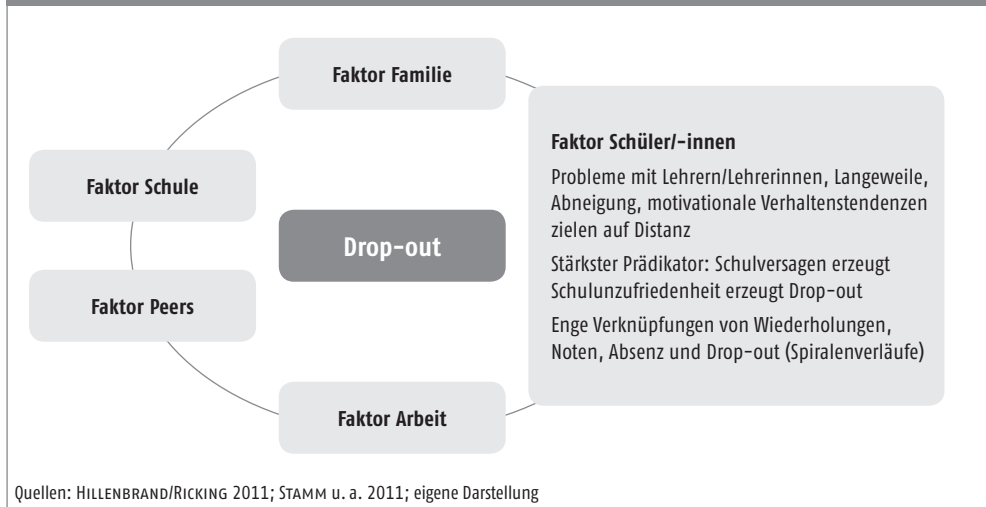 Faktor Familie
Faktor Schule
Drop-out
Faktor Peers
Faktor Arbeit
Faktor Schüler/-innen
Probleme mit Lehrern/Lehrerinnen, Langeweile,
Abneigung, motivationale Verhaltenstendenzen
zielen auf Distanz
Stärkster Prädikator: Schulversagen erzeugt
Schulunzufriedenheit erzeugt Drop-out
Enge Verknüpfungen von Wiederholungen,
Noten, Absenz und Drop-out (Spiralenverläufe)
Quellen: HILLENBRAND/RICKING 2011; STAMM u. a. 2011; eigene Darstellung